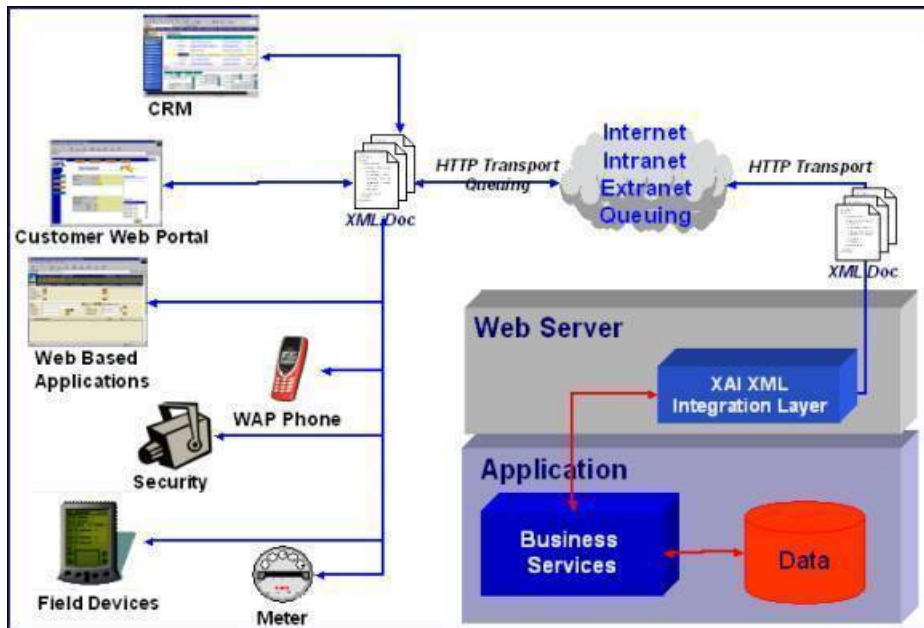 CRM
Customer Web Portal
Web Based
Applications
WAP Phone
Security
Field Devices
Meter
XML Doc
HTTP Transport
Queuing
Internet
Intranet
Extranet
Queuing
HTTP Transport
XML Doc
Web Server
XAI XML
Integration Layer
Application
Business
Services
Data